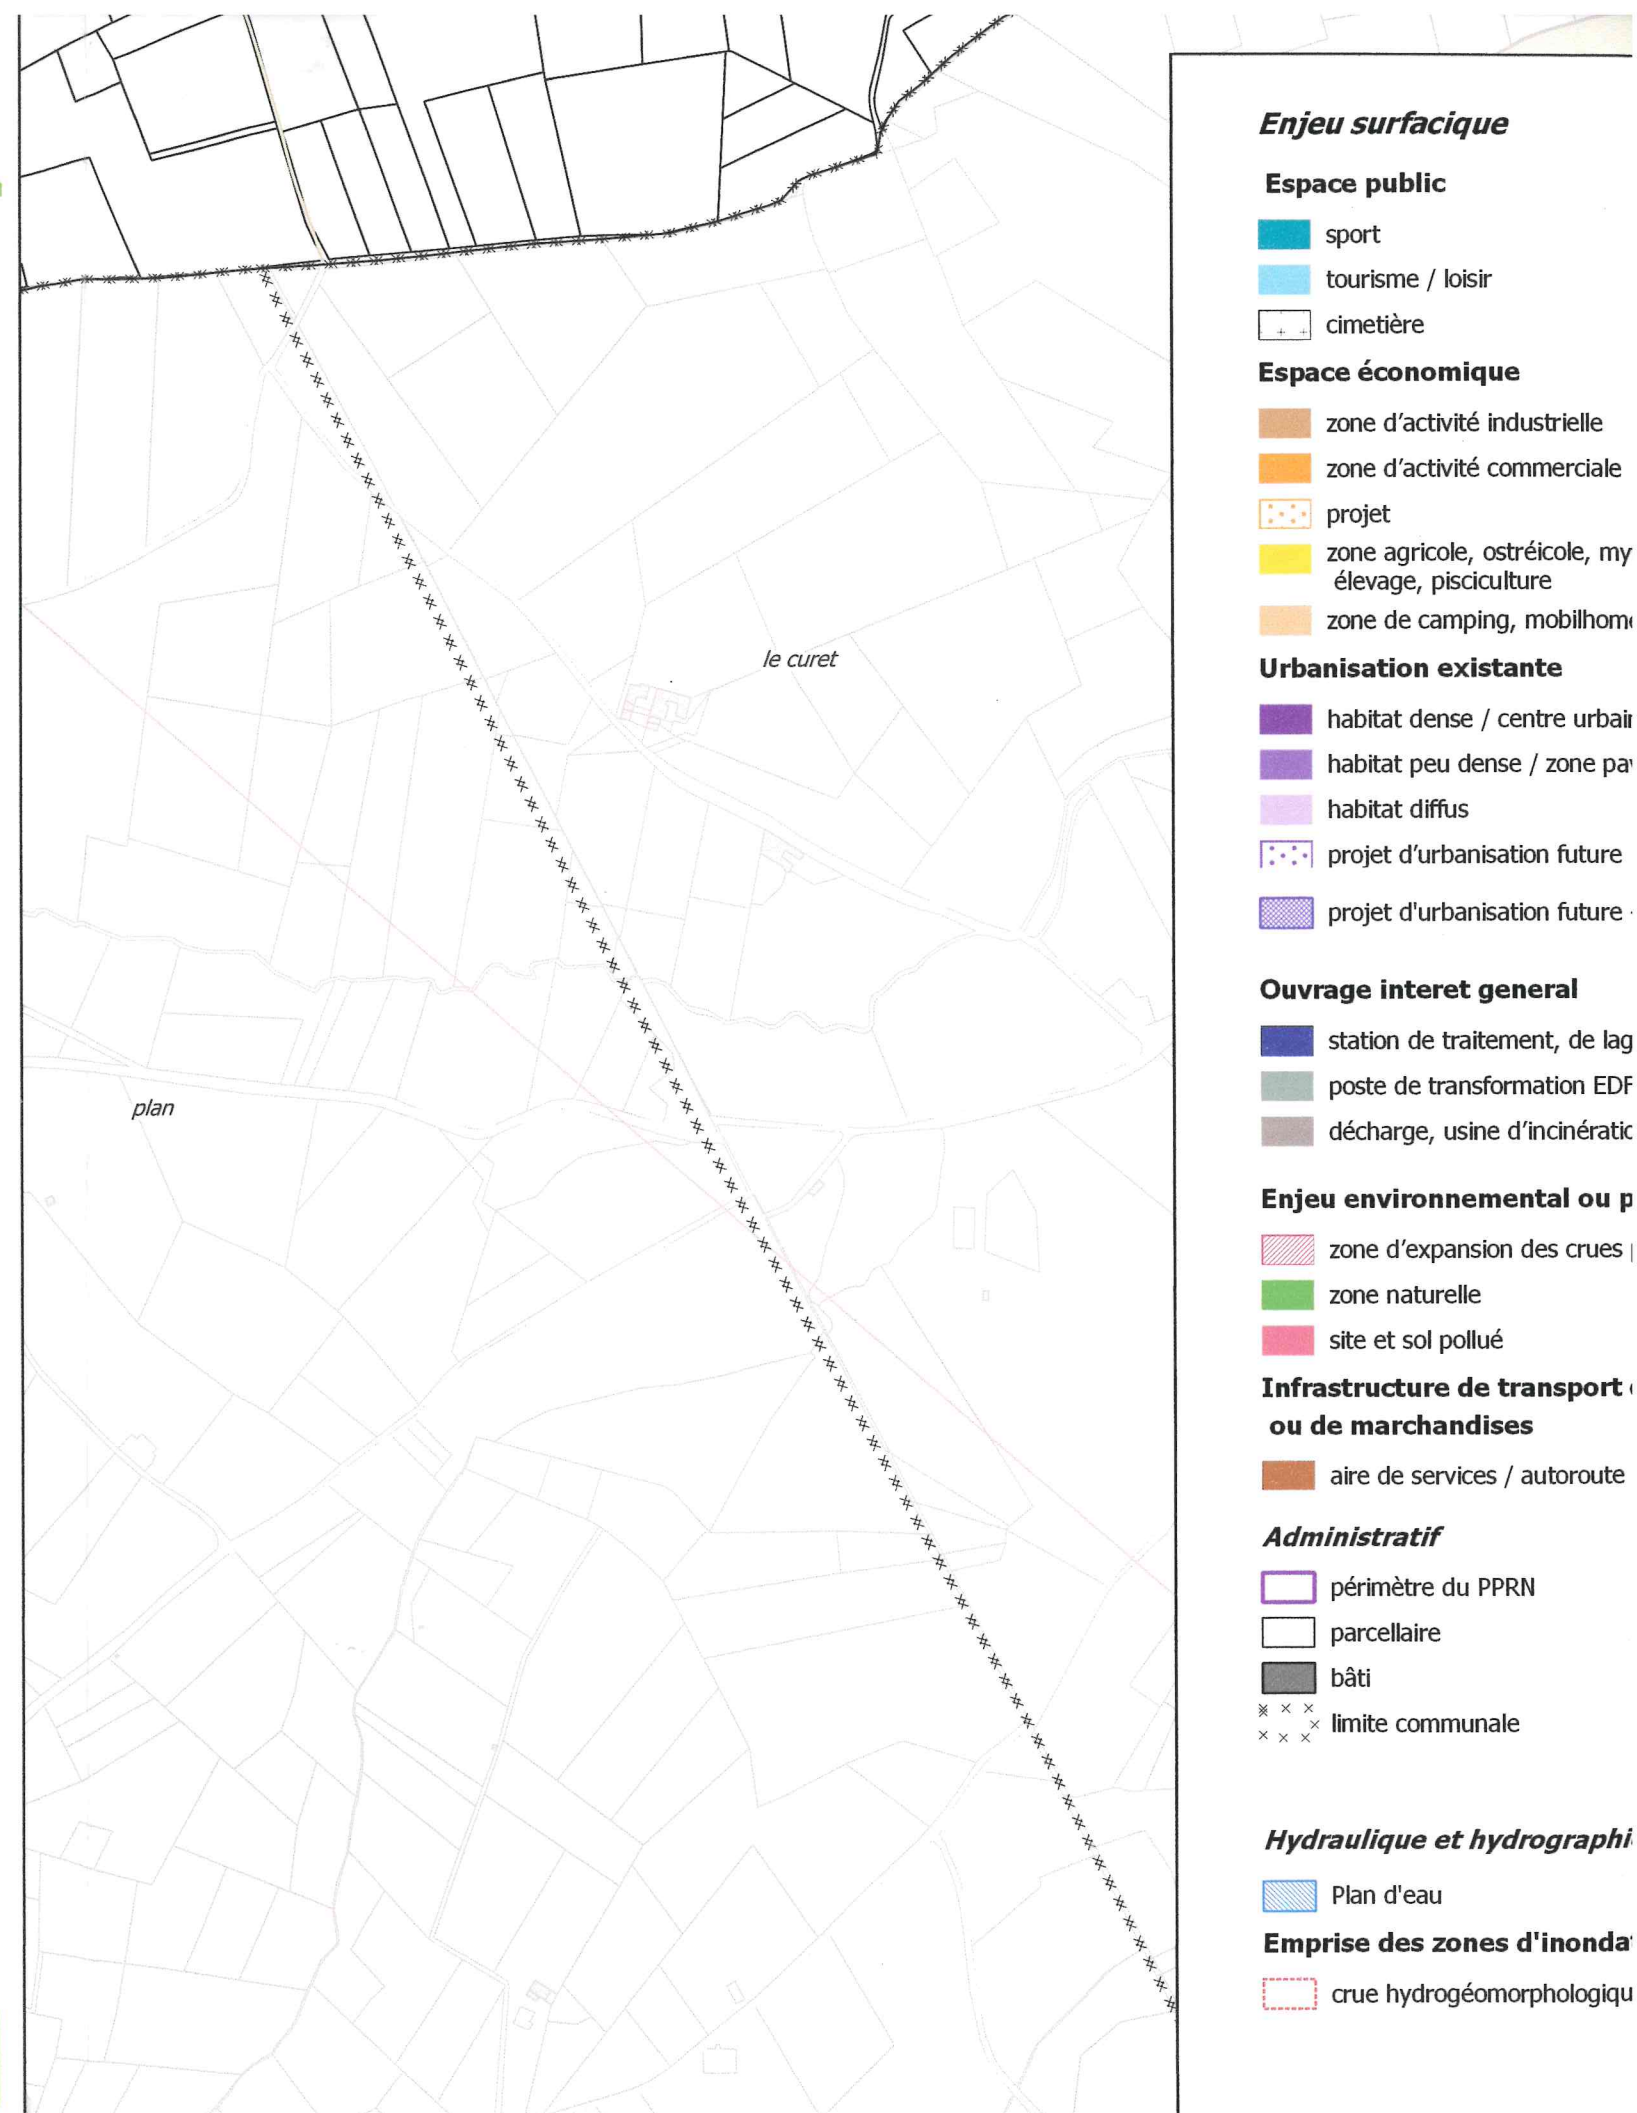 le curet
plan
Enjeu surfacique
Espace public
sport
tourisme / loisir
cimetière
Espace économique
zone d'activité industrielle
zone d'activité commerciale
projet
zone agricole, ostréicole, my
élevage, pisciculture
zone de camping, mobilhom
Urbanisation existante
habitat dense / centre urbai
habitat peu dense / zone pa
habitat diffus
projet d'urbanisation future
projet d'urbanisation future
Ouvrage interet general
station de traitement, de lag
poste de transformation EDF
décharge, usine d'incinératic
Enjeu environnemental ou p
zone d'expansion des crues
zone naturelle
site et sol pollué
Infrastructure de transport
ou de marchandises
aire de services / autoroute
Administratif
périmètre du PPRN
parcellaire
bâti
limite communale
Hydraulique et hydrographi
Plan d'eau
Emprise des zones d'inonda
crue hydrogéomorphologiqu